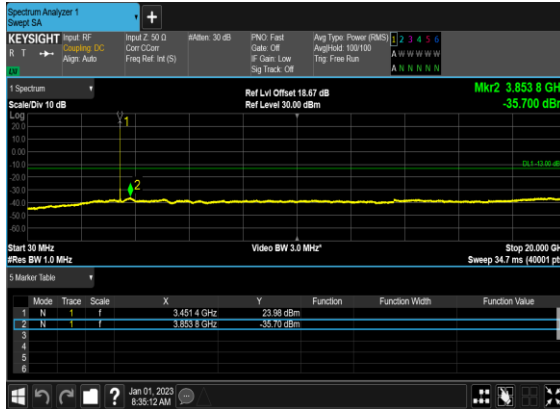 Spectrum Analyzer 1
Swept SA
+
KEYSIGHT Input: RF Input Z: 50 Ω #Atten: 30 dB PNO: Fast Avg Type: Power (RMS) 1 2 3 4 5 6
R T Coupling: DC Corr CCorr Gate: Off Avg|Hold: 100/100 A W W W W W
Align: Auto Freq Ref: Int (S) IF Gain: Low Trig: Free Run
LU Sig Track: Off A N N N N N
1 Spectrum Ref Lvl Offset 18.67 dB Mkr2 3.853 8 GH
Scale/Div 10 dB Ref Level 30.00 dBm -35.700 dBm
Log
20.0
10.0
0.00
-10.0
DL1 -13.00 dB
-20.0
-30.0
-40.0
-50.0
-60.0
1
2
Start 30 MHz Video BW 3.0 MHz* Stop 20.000 GH
#Res BW 1.0 MHz Sweep 34.7 ms (40001 pt
5 Marker Table
Mode Trace Scale X Y Function Function Width Function Value
1 N 1 f 3.451 4 GHz 23.98 dBm
2 N 1 f 3.853 8 GHz -35.70 dBm
3
4
5
6
? Jan 01, 2023
8:35:12 AM